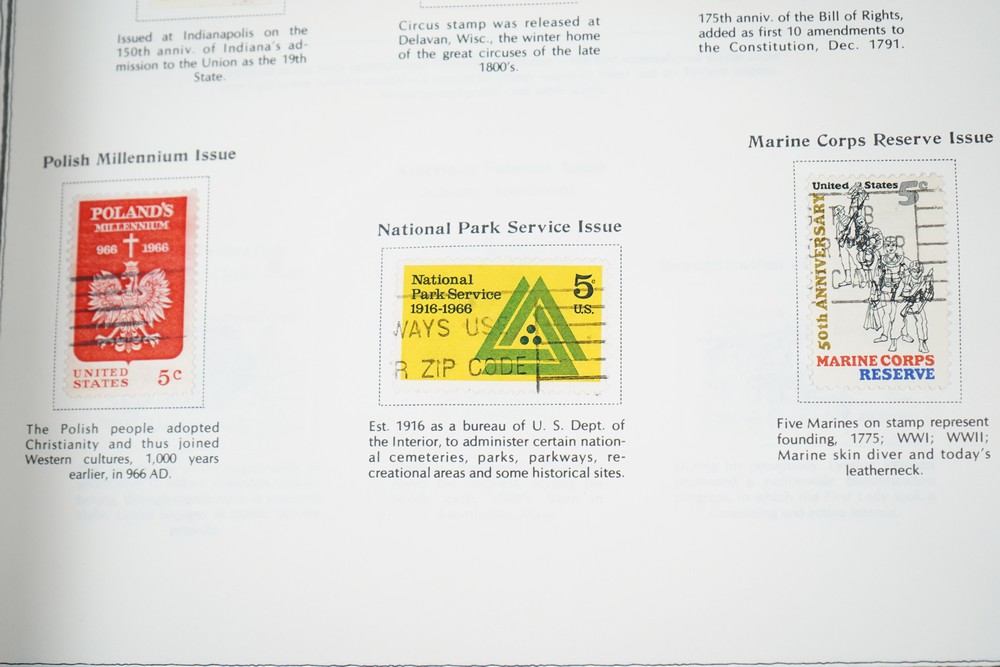 Issued at Indianapolis on the
150th anniv. of Indiana's ad-
mission to the Union as the 19th
State.
Circus stamp was released at
Delavan, Wisc., the winter home
of the great circuses of the late
1800's.
175th anniv. of the Bill of Rights,
added as first 10 amendments to
the Constitution, Dec. 1791.
Polish Millennium Issue
POLAND'S
MILLENNIUM
966 1966
UNITED
STATES 5c
The Polish people adopted
Christianity and thus joined
Western cultures, 1,000 years
earlier, in 966 AD.
National Park Service Issue
National
Park Service
1916-1966
5c
U.S.
WAYS US
R ZIP CODE
Est. 1916 as a bureau of U. S. Dept. of
the Interior, to administer certain nation-
al cemeteries, parks, parkways, re-
creational areas and some historical sites.
Marine Corps Reserve Issue
United States 5c
50th ANNIVERSARY
MARINE CORPS
RESERVE
Five Marines on stamp represent
founding, 1775; WWI; WWII;
Marine skin diver and today's
leatherneck.